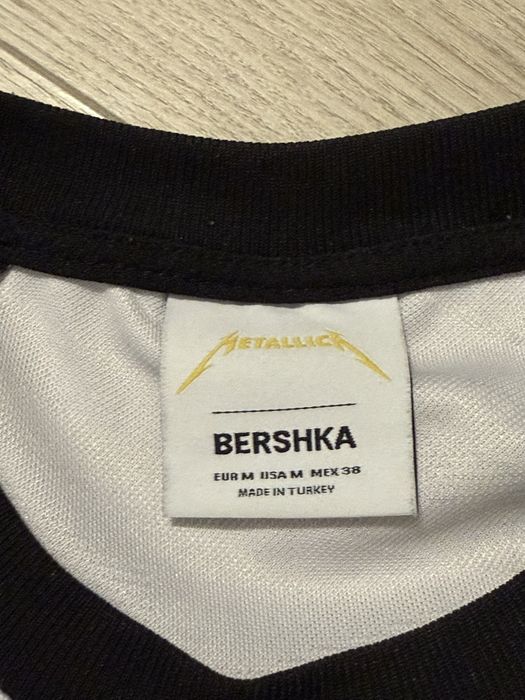 METALLICA
BERSHKA
EUR M USA M MEX 38
MADE IN TURKEY